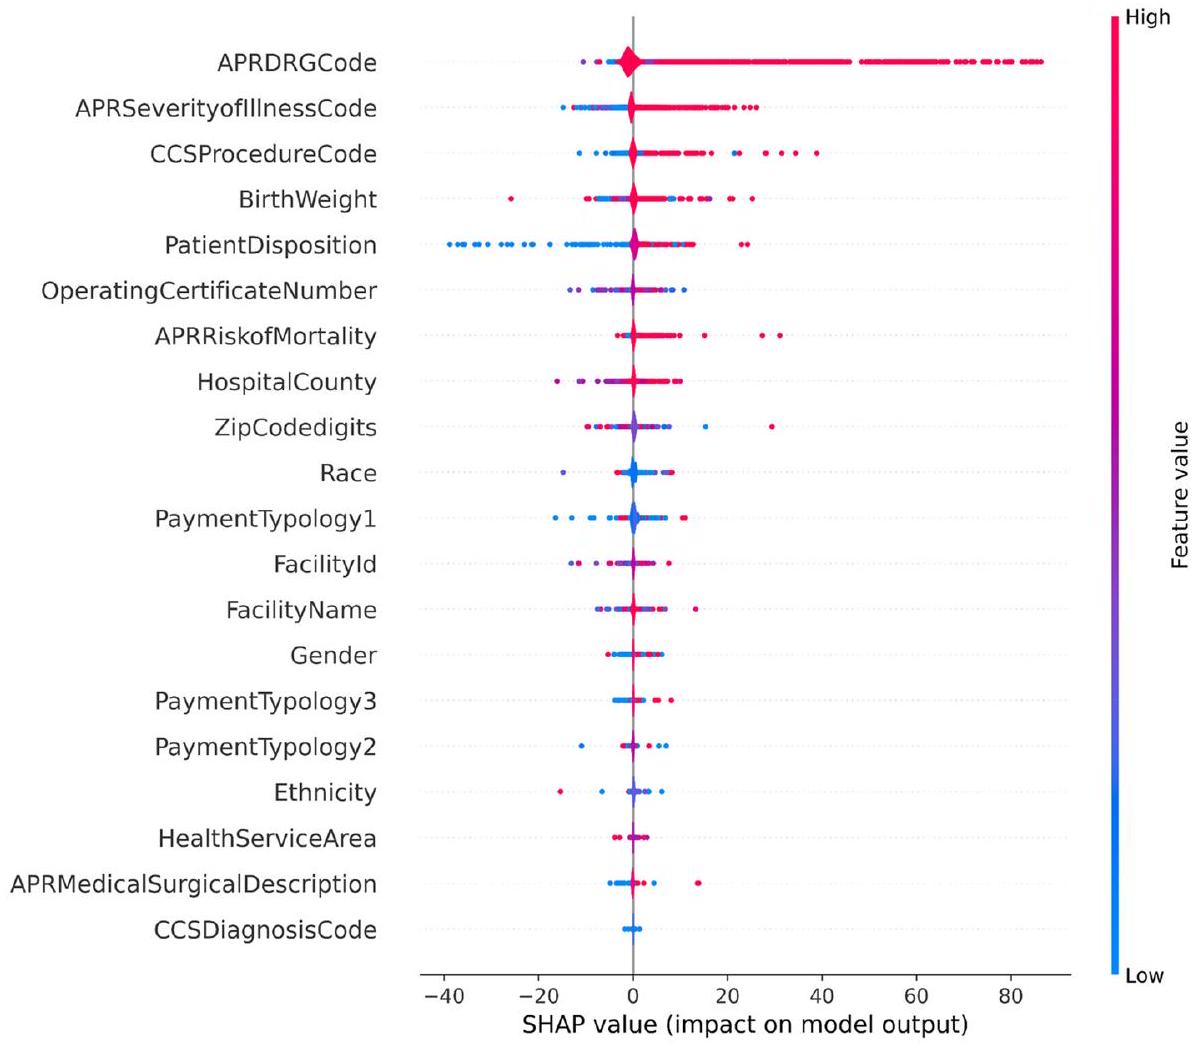 High
APRDRGCode
APRSeverityofIllnessCode
CCSProcedureCode
BirthWeight
PatientDisposition
OperatingCertificateNumber
APRRiskofMortality
HospitalCounty
ZipCodedigits
Race
PaymentTypology1
FacilityId
FacilityName
Gender
PaymentTypology3
PaymentTypology2
Ethnicity
HealthServiceArea
APRMedicalSurgicalDescription
CCSDiagnosisCode
Feature value
Low
−40 −20 0 20 40 60 80
SHAP value (impact on model output)